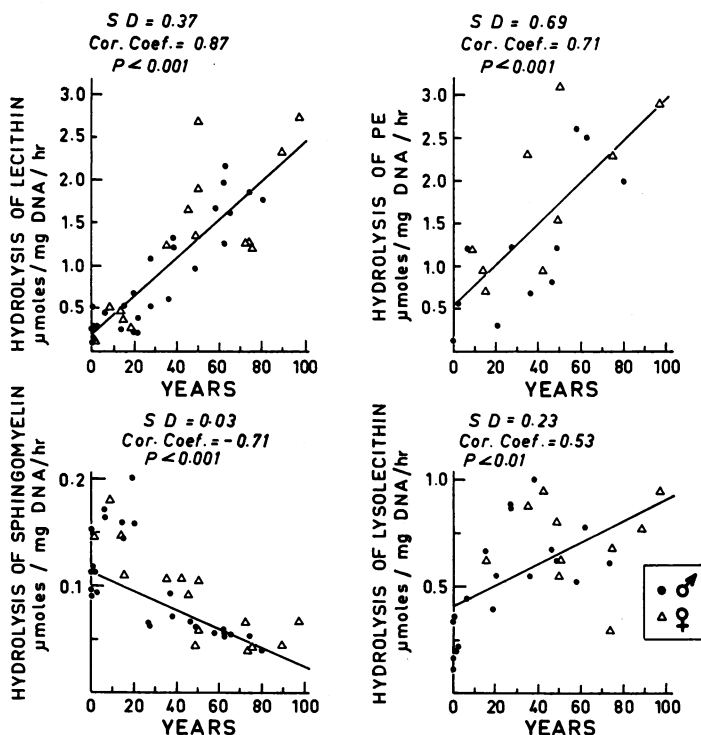 S D = 0.37
Cor. Coef. = 0.87
P < 0.001
HYDROLYSIS OF LECITHIN
µmoles / mg DNA / hr
3.0
2.5
2.0
1.5
1.0
0.5
0 20 40 60 80 100
YEARS
S D = 0.69
Cor. Coef. = 0.71
P < 0.001
HYDROLYSIS OF PE
µmoles / mg DNA / hr
3.0
2.5
2.0
1.5
1.0
0.5
0 20 40 60 80 100
YEARS
S D = 0.03
Cor. Coef. = - 0.71
P < 0.001
HYDROLYSIS OF SPHINGOMYELIN
µmoles / mg DNA/hr
0.2
0.1
0 20 40 60 80 100
YEARS
S D = 0.23
Cor. Coef. = 0.53
P < 0.01
HYDROLYSIS OF LYSOLECITHIN
µmoles / mg DNA/hr
1.0
0.5
0 20 40 60 80 100
YEARS
● ♂
△ ♀